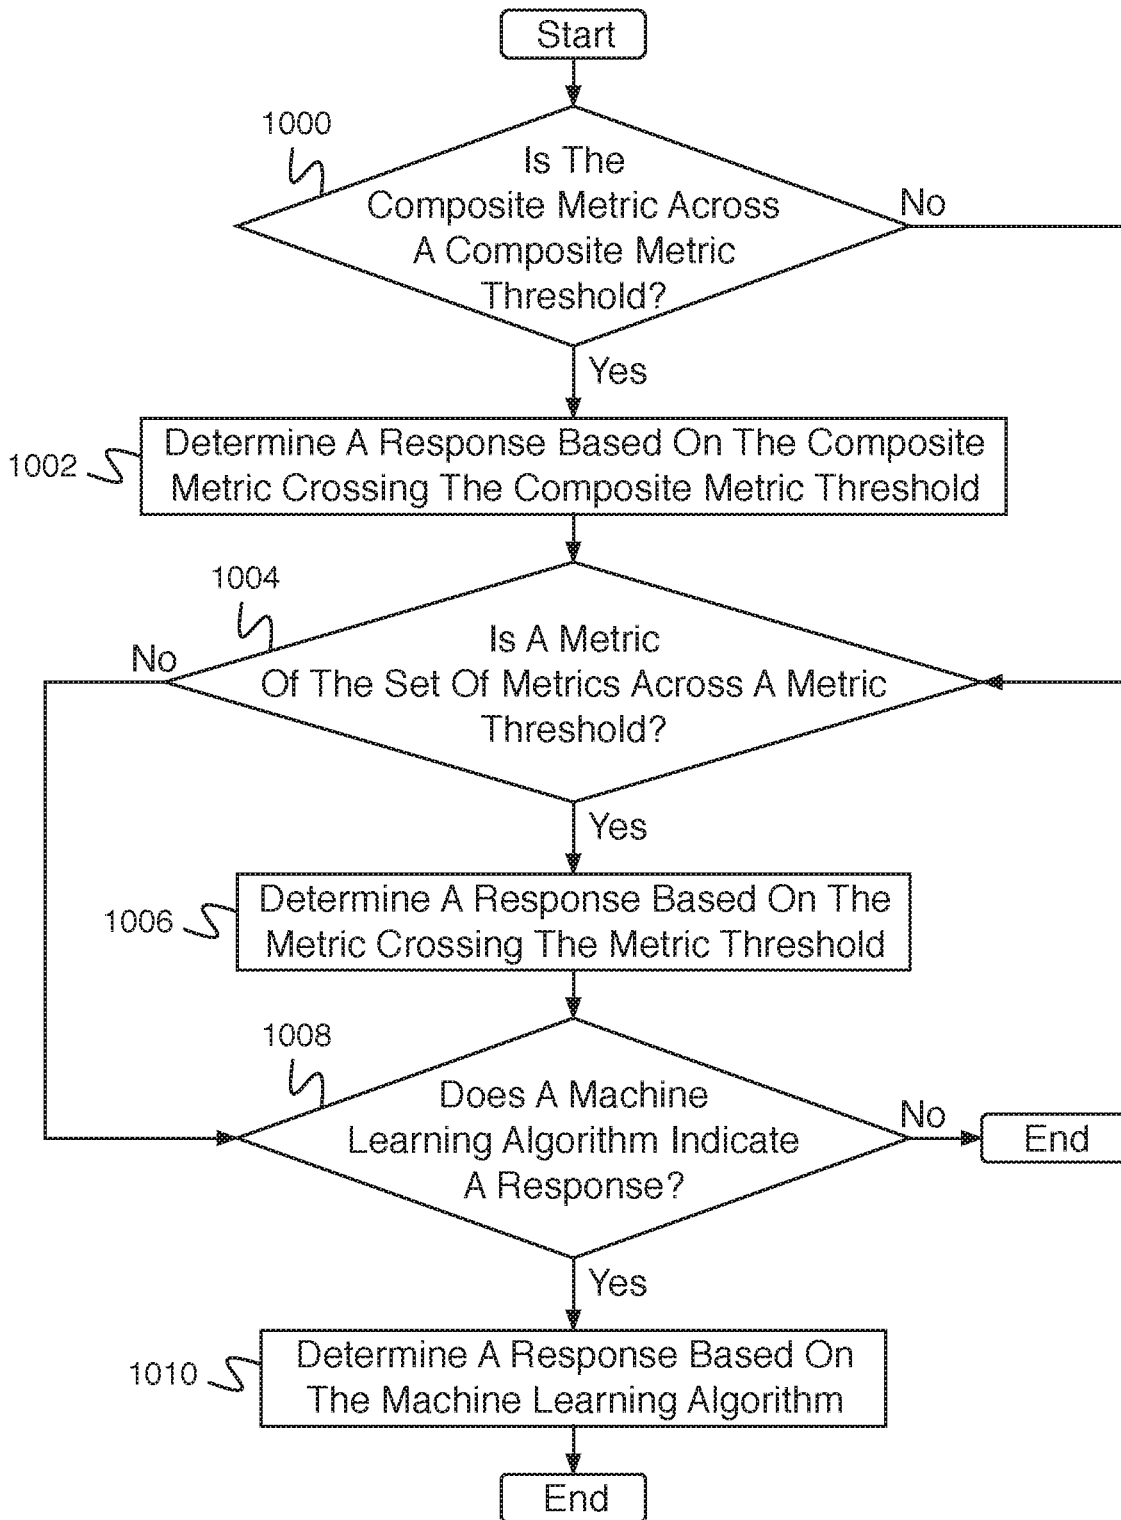 Start
1000
Is The
Composite Metric Across
A Composite Metric
Threshold?
No
Yes
1002
Determine A Response Based On The Composite
Metric Crossing The Composite Metric Threshold
1004
No
Is A Metric
Of The Set Of Metrics Across A Metric
Threshold?
Yes
1006
Determine A Response Based On The
Metric Crossing The Metric Threshold
1008
Does A Machine
Learning Algorithm Indicate
A Response?
No
End
Yes
1010
Determine A Response Based On
The Machine Learning Algorithm
End